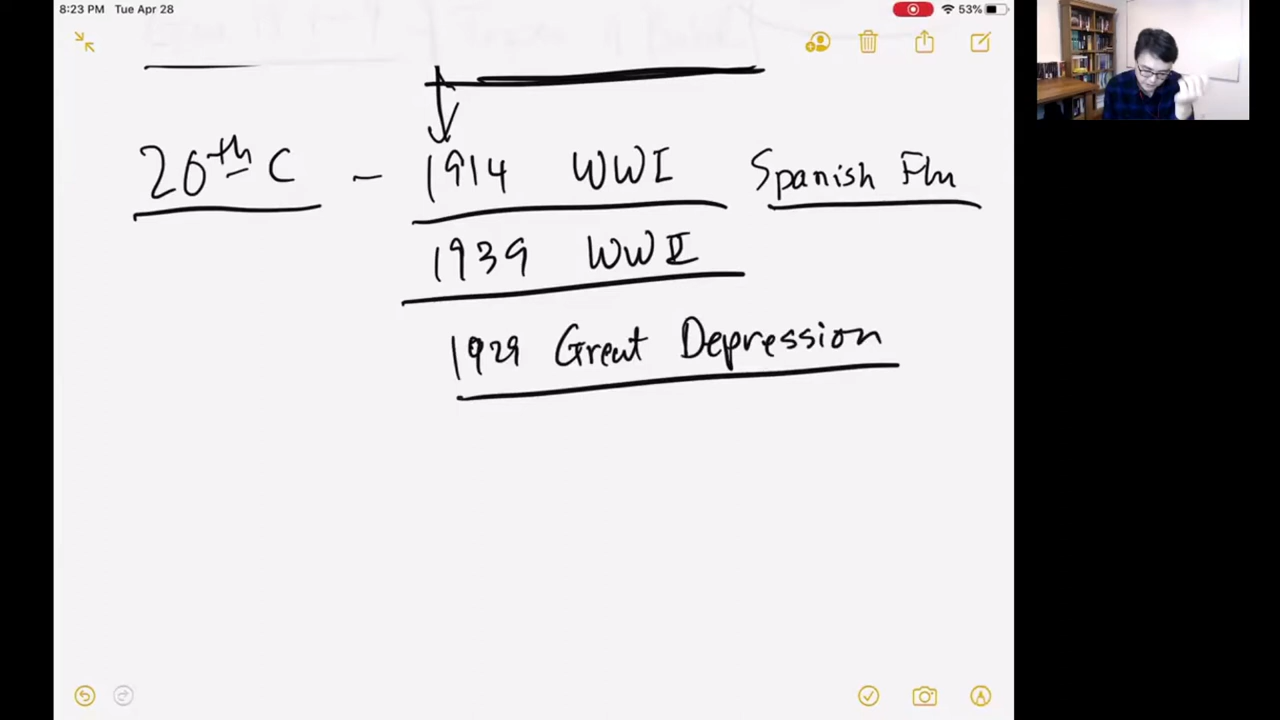 8:23 PM Tue Apr 28 53%
20th C – 1914 WWI Spanish Flu
1939 WWII
1929 Great Depression